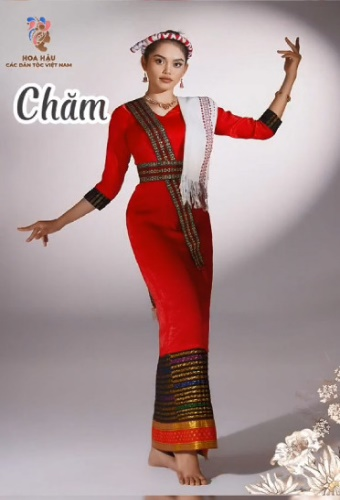 HOA HẬU
CÁC DÂN TỘC VIỆT NAM
Chăm